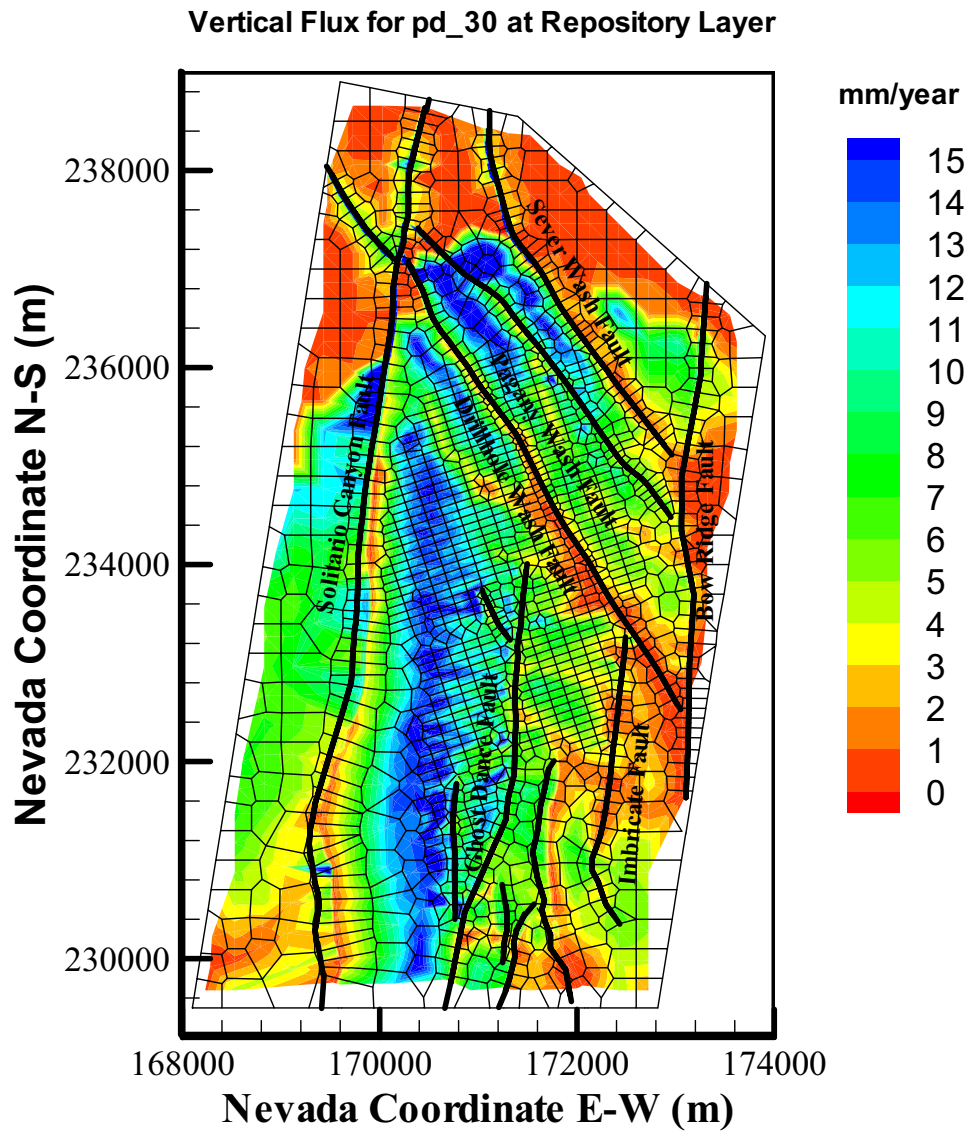 Vertical Flux for pd_30 at Repository Layer
mm/year
15
14
13
12
11
10
9
8
7
6
5
4
3
2
1
0
Nevada Coordinate N-S (m)
238000
236000
234000
232000
230000
Sever Wash Fault
Pagany Wash Fault
Drillhole Wash Fault
Solitario Canyon Fault
Bow Ridge Fault
Ghost Dance Fault
Imbricate Fault
168000
170000
172000
174000
Nevada Coordinate E-W (m)